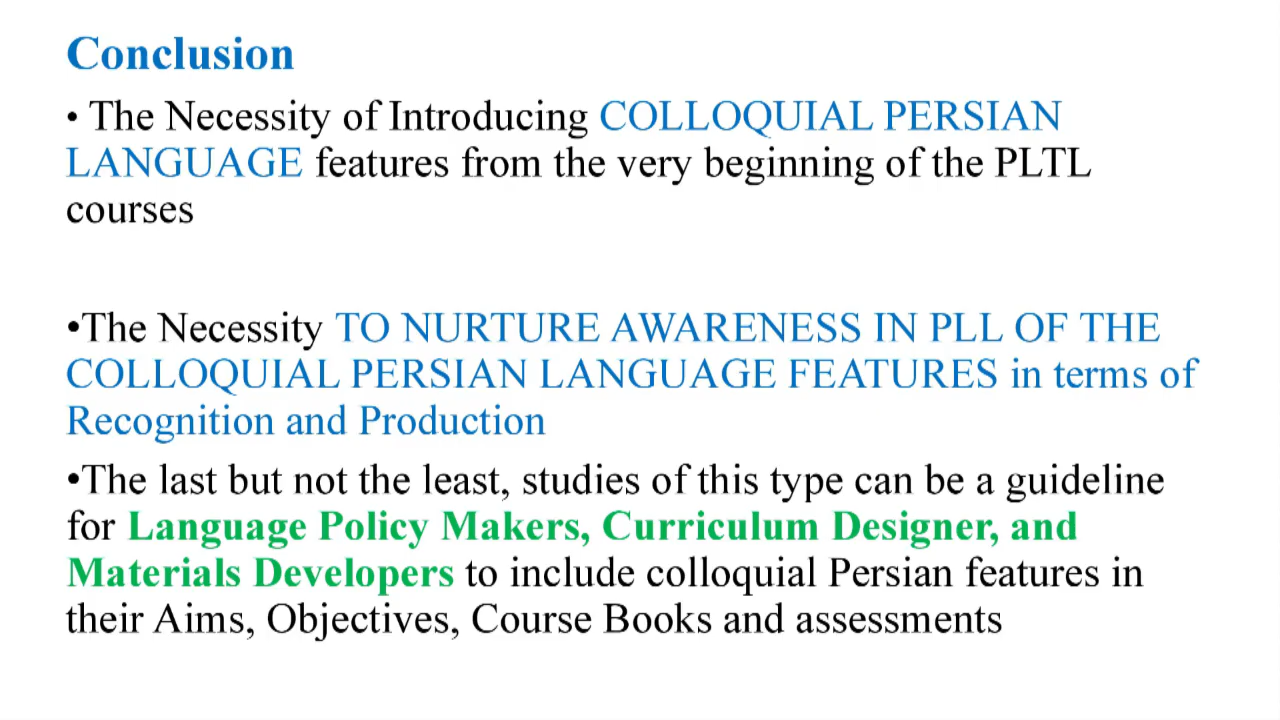 Conclusion
• The Necessity of Introducing COLLOQUIAL PERSIAN
LANGUAGE features from the very beginning of the PLTL
courses
•The Necessity TO NURTURE AWARENESS IN PLL OF THE
COLLOQUIAL PERSIAN LANGUAGE FEATURES in terms of
Recognition and Production
•The last but not the least, studies of this type can be a guideline
for Language Policy Makers, Curriculum Designer, and
Materials Developers to include colloquial Persian features in
their Aims, Objectives, Course Books and assessments